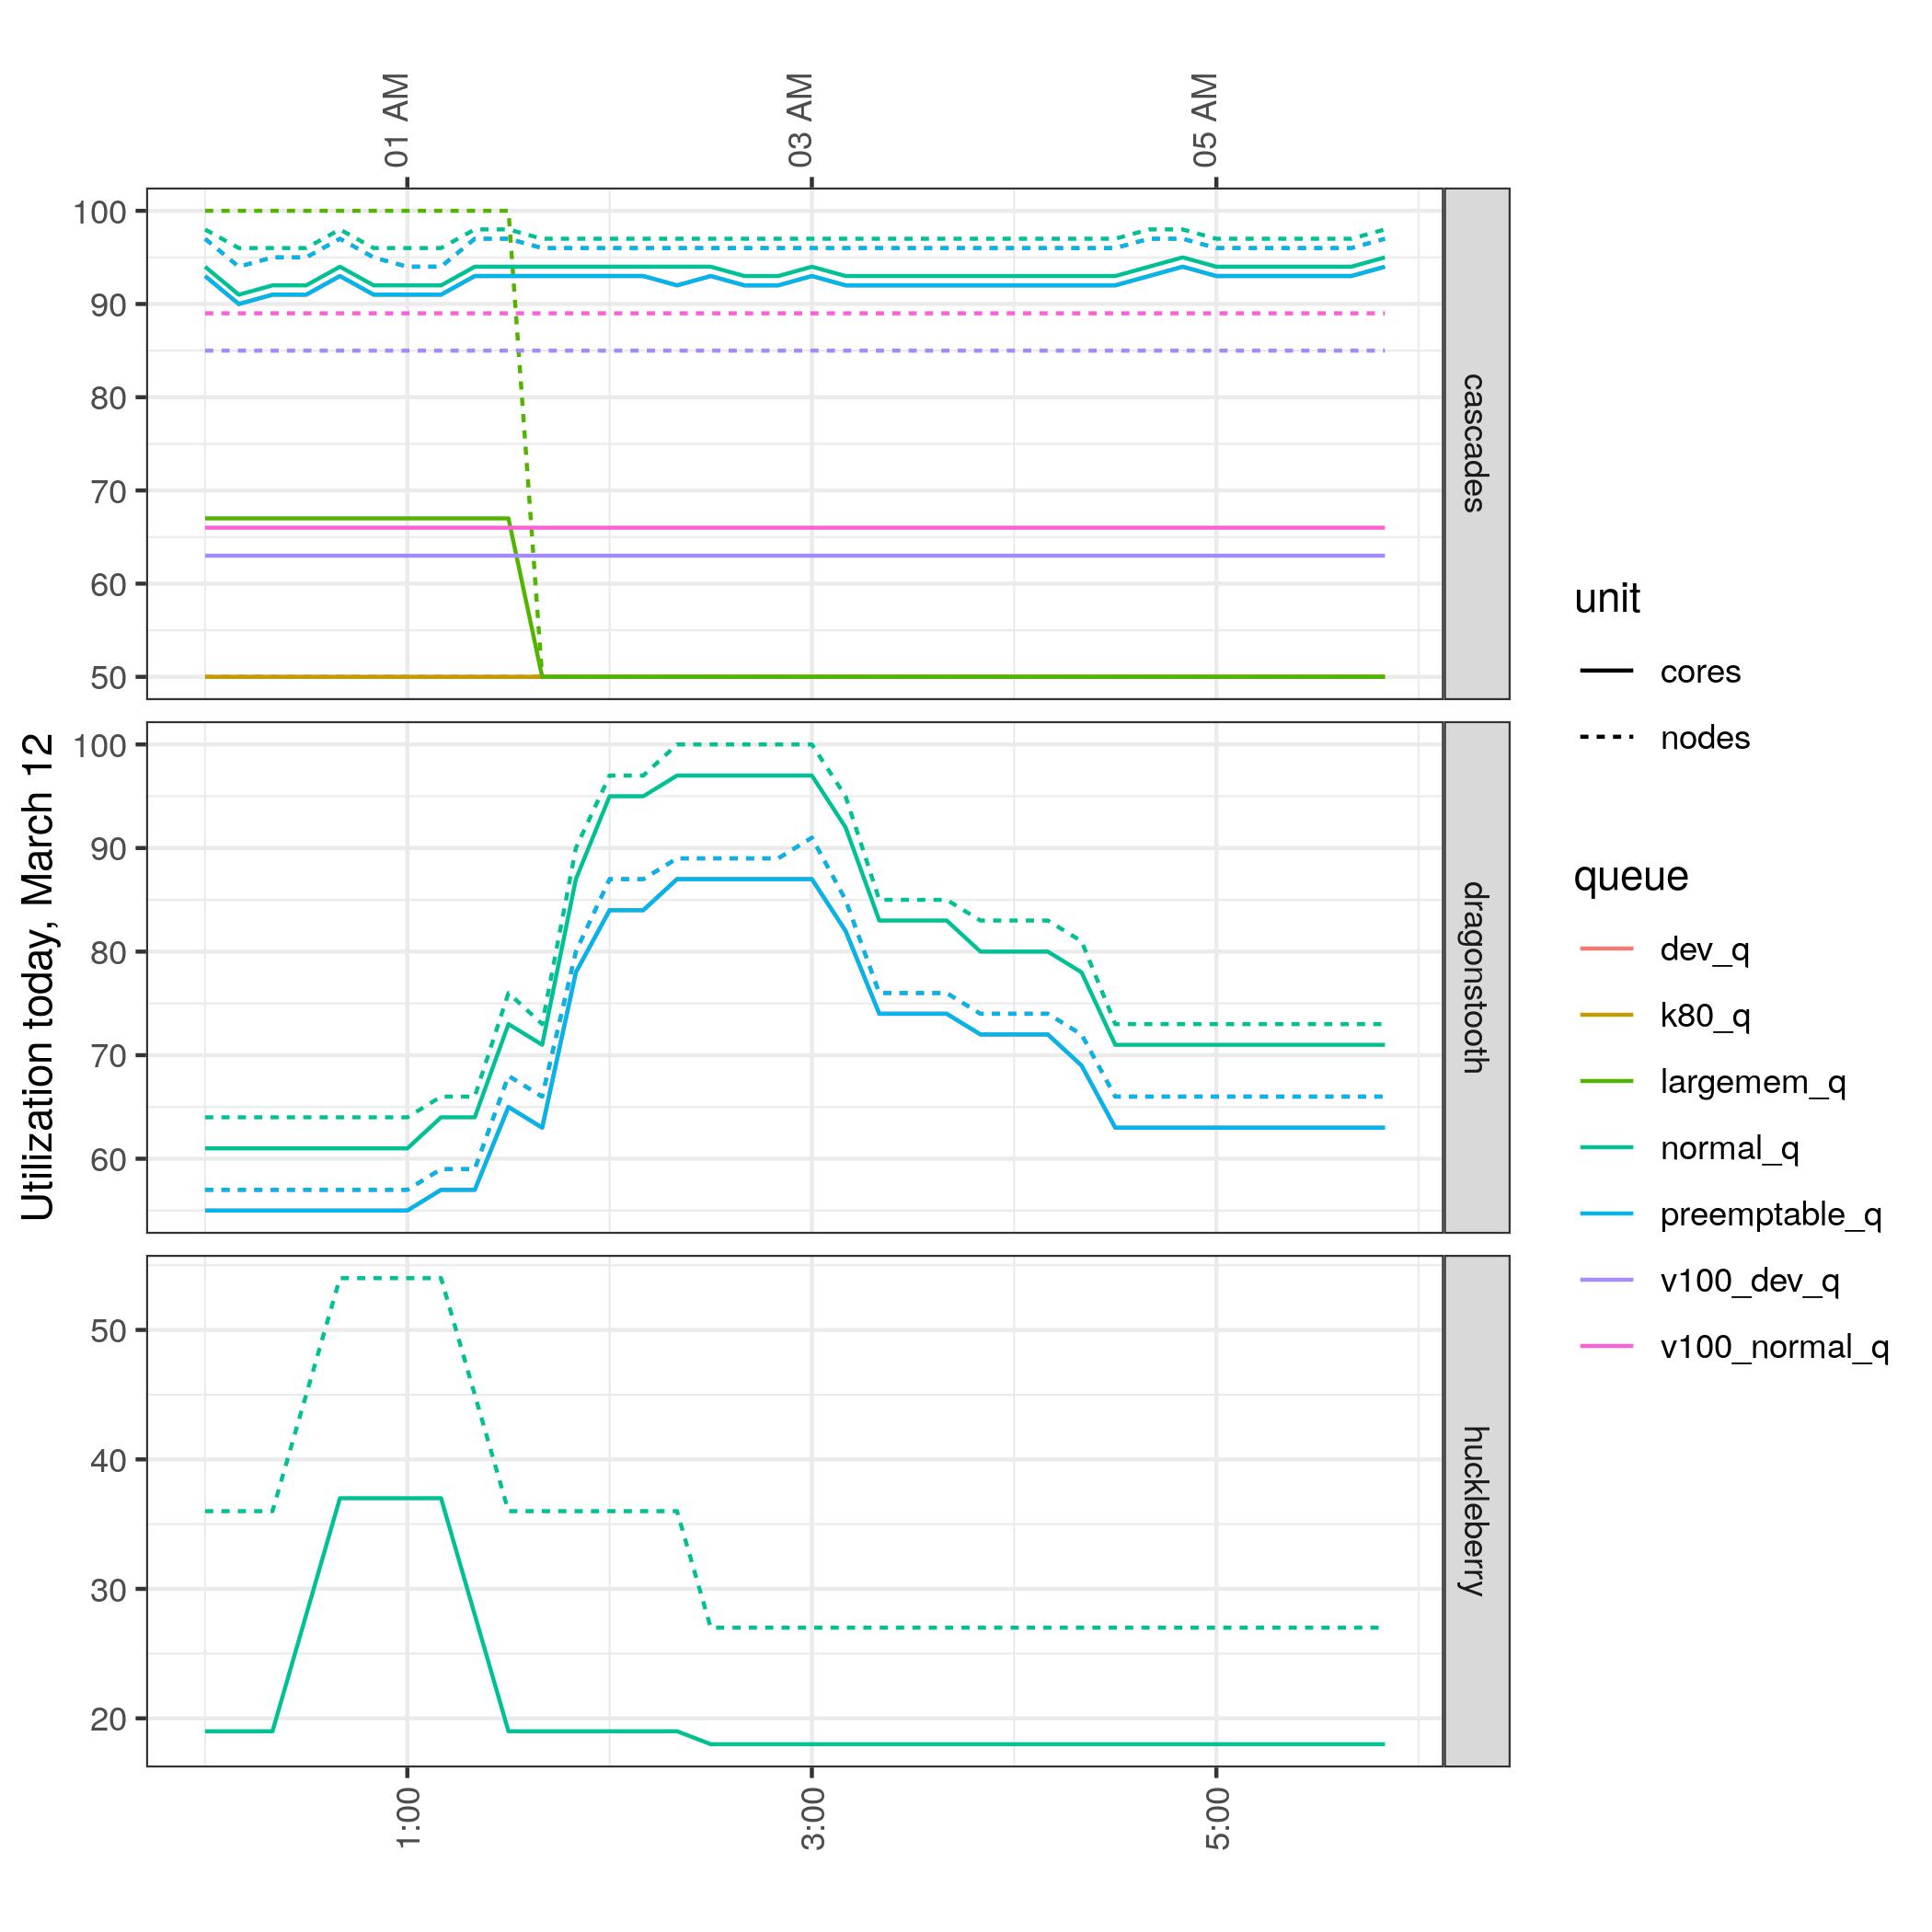 01 AM
03 AM
05 AM
Utilization today, March 12
100
90
80
70
60
50
cascades
100
90
80
70
60
dragonstooth
50
40
30
20
huckleberry
1:00
3:00
5:00
unit
cores
nodes
queue
dev_q
k80_q
largemem_q
normal_q
preemptable_q
v100_dev_q
v100_normal_q